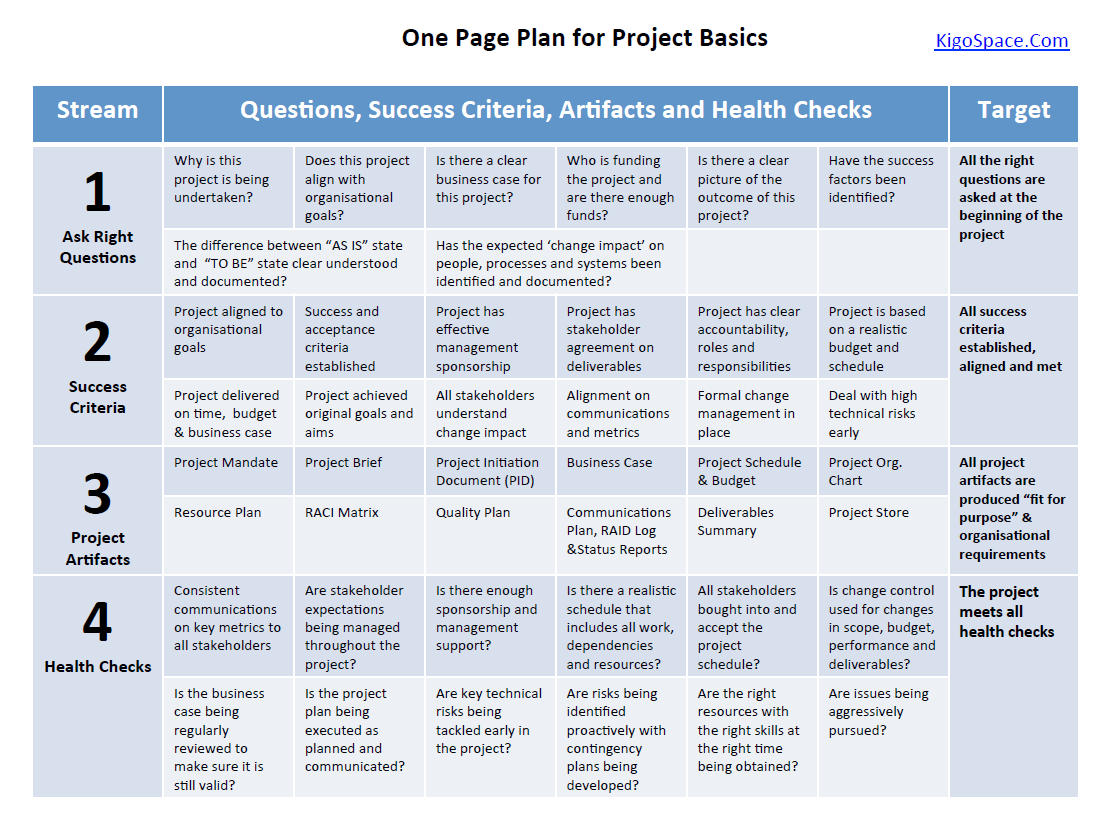 One Page Plan for Project Basics
KigoSpace.Com
Stream
Questions, Success Criteria, Artifacts and Health Checks
Target
1
Ask Right
Questions
Why is this
project is being
undertaken?
Does this project
align with
organisational
goals?
Is there a clear
business case for
this project?
Who is funding
the project and
are there enough
funds?
Is there a clear
picture of the
outcome of this
project?
Have the success
factors been
identified?
All the right
questions are
asked at the
beginning of the
project
The difference between “AS IS” state
and “TO BE” state clear understood
and documented?
Has the expected ‘change impact’ on
people, processes and systems been
identified and documented?
2
Success
Criteria
Project aligned to
organisational
goals
Success and
acceptance
criteria
established
Project has
effective
management
sponsorship
Project has
stakeholder
agreement on
deliverables
Project has clear
accountability,
roles and
responsibilities
Project is based
on a realistic
budget and
schedule
All success
criteria
established,
aligned and met
Project delivered
on time, budget
& business case
Project achieved
original goals and
aims
All stakeholders
understand
change impact
Alignment on
communications
and metrics
Formal change
management in
place
Deal with high
technical risks
early
3
Project
Artifacts
Project Mandate
Project Brief
Project Initiation
Document (PID)
Business Case
Project Schedule
& Budget
Project Org.
Chart
All project
artifacts are
produced “fit for
purpose” &
organisational
requirements
Resource Plan
RACI Matrix
Quality Plan
Communications
Plan, RAID Log
&Status Reports
Deliverables
Summary
Project Store
4
Health Checks
Consistent
communications
on key metrics to
all stakeholders
Are stakeholder
expectations
being managed
throughout the
project?
Is there enough
sponsorship and
management
support?
Is there a realistic
schedule that
includes all work,
dependencies
and resources?
All stakeholders
bought into and
accept the
project
schedule?
Is change control
used for changes
in scope, budget,
performance and
deliverables?
The project
meets all
health checks
Is the business
case being
regularly
reviewed to
make sure it is
still valid?
Is the project
plan being
executed as
planned and
communicated?
Are key technical
risks being
tackled early in
the project?
Are risks being
identified
proactively with
contingency
plans being
developed?
Are the right
resources with
the right skills at
the right time
being obtained?
Are issues being
aggressively
pursued?